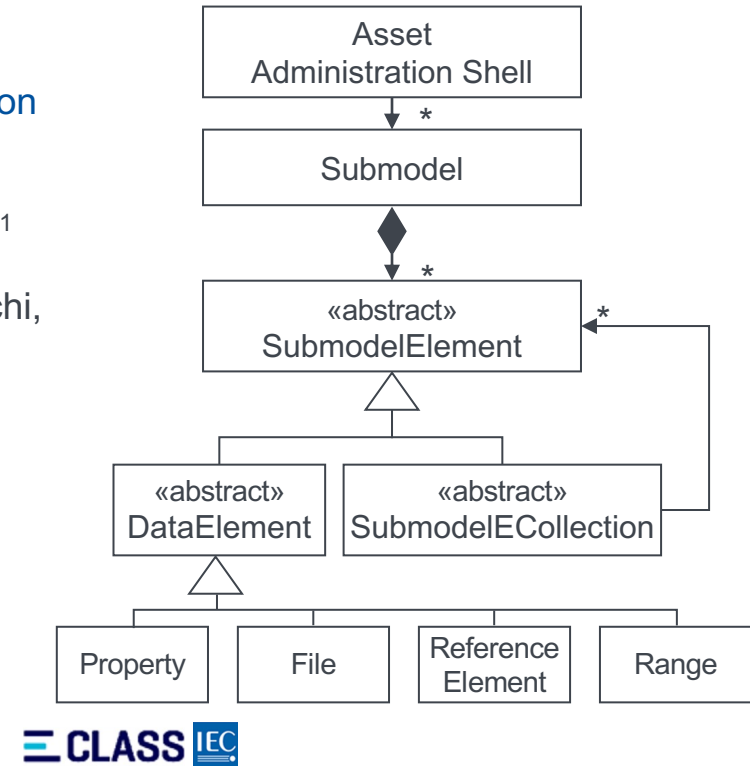 Asset
Administration Shell
on
*
Submodel
1
*
chi,
«abstract»
SubmodelElement
*
«abstract»
DataElement
«abstract»
SubmodelECollection
Property
File
Reference
Element
Range
ECLASS
IEC